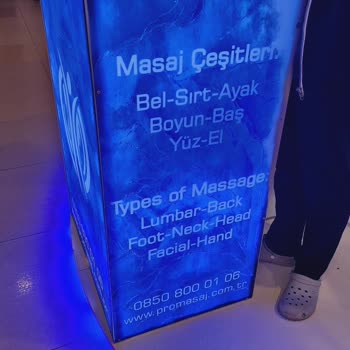 Masaj Çeşitleri:
Bel-Sırt-Ayak
Boyun-Baş
Yüz-El
Types of Massage:
Lumbar-Back
Foot-Neck-Head
Facial-Hand
0850 800 01 06
www.promasaj.com.tr